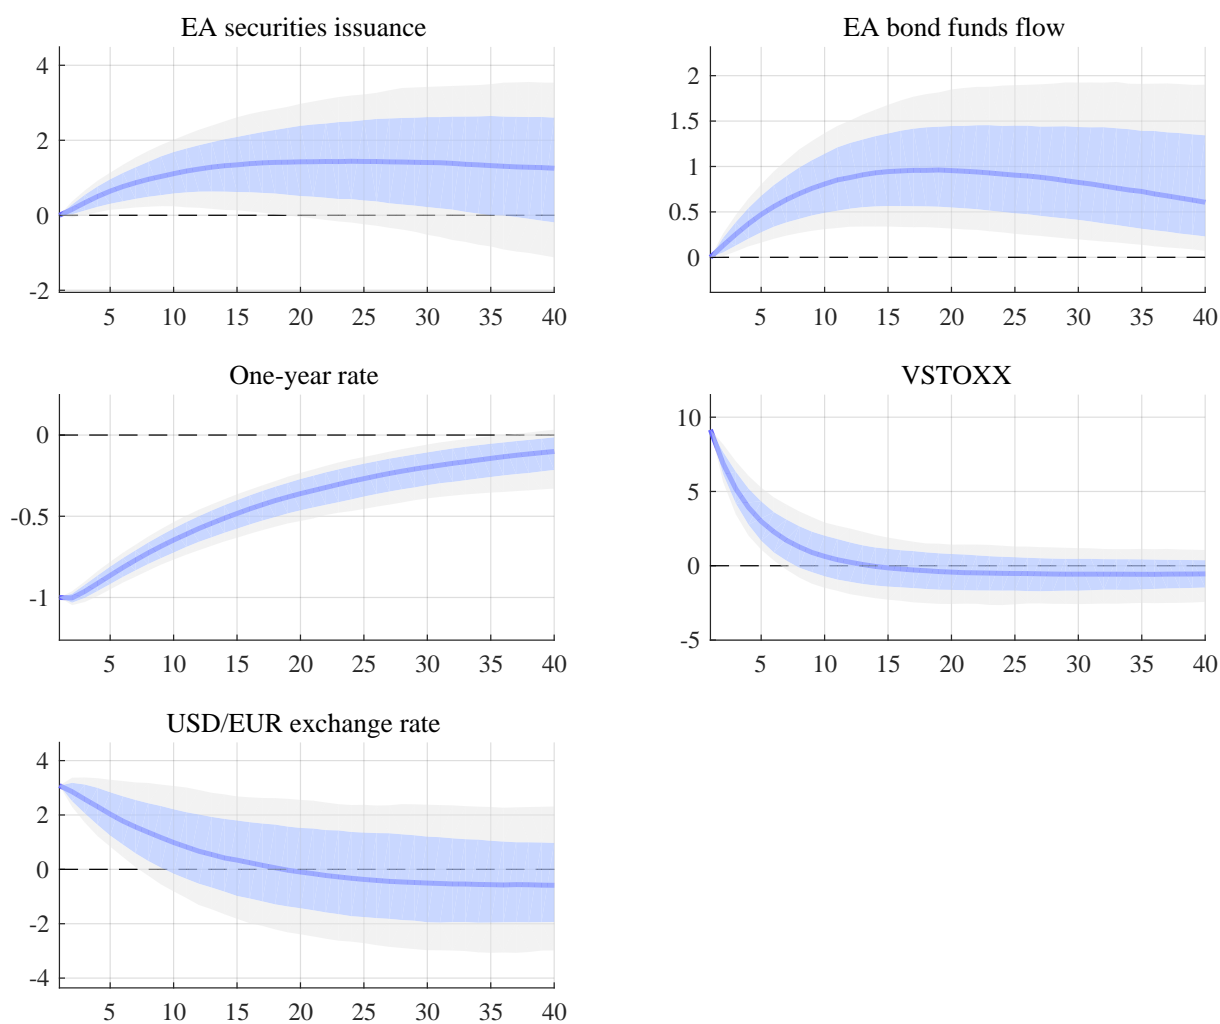 EA securities issuance
4
2
0
-2
5 10 15 20 25 30 35 40
EA bond funds flow
2
1.5
1
0.5
0
5 10 15 20 25 30 35 40
One-year rate
0
-0.5
-1
5 10 15 20 25 30 35 40
VSTOXX
10
5
0
-5
5 10 15 20 25 30 35 40
USD/EUR exchange rate
4
2
0
-2
-4
5 10 15 20 25 30 35 40